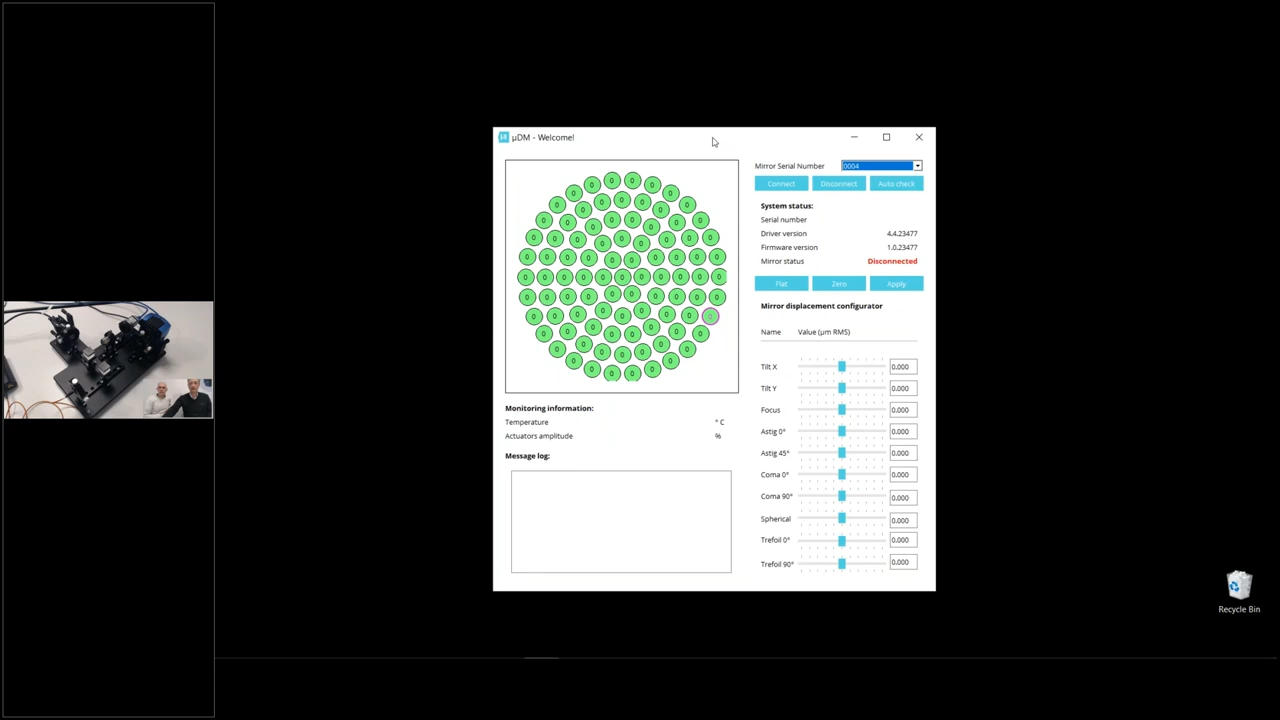 µDM - Welcome!
Mirror Serial Number 0004
Connect Disconnect Auto check
System status:
Serial number
Driver version 4.4.23477
Firmware version 1.0.23477
Mirror status Disconnected
Flat Zero Apply
Mirror displacement configurator
Name Value (µm RMS)
Tilt X 0.000
Tilt Y 0.000
Focus 0.000
Astig 0° 0.000
Astig 45° 0.000
Coma 0° 0.000
Coma 90° 0.000
Spherical 0.000
Trefoil 0° 0.000
Trefoil 90° 0.000
Monitoring information:
Temperature ° C
Actuators amplitude %
Message log:
Recycle Bin